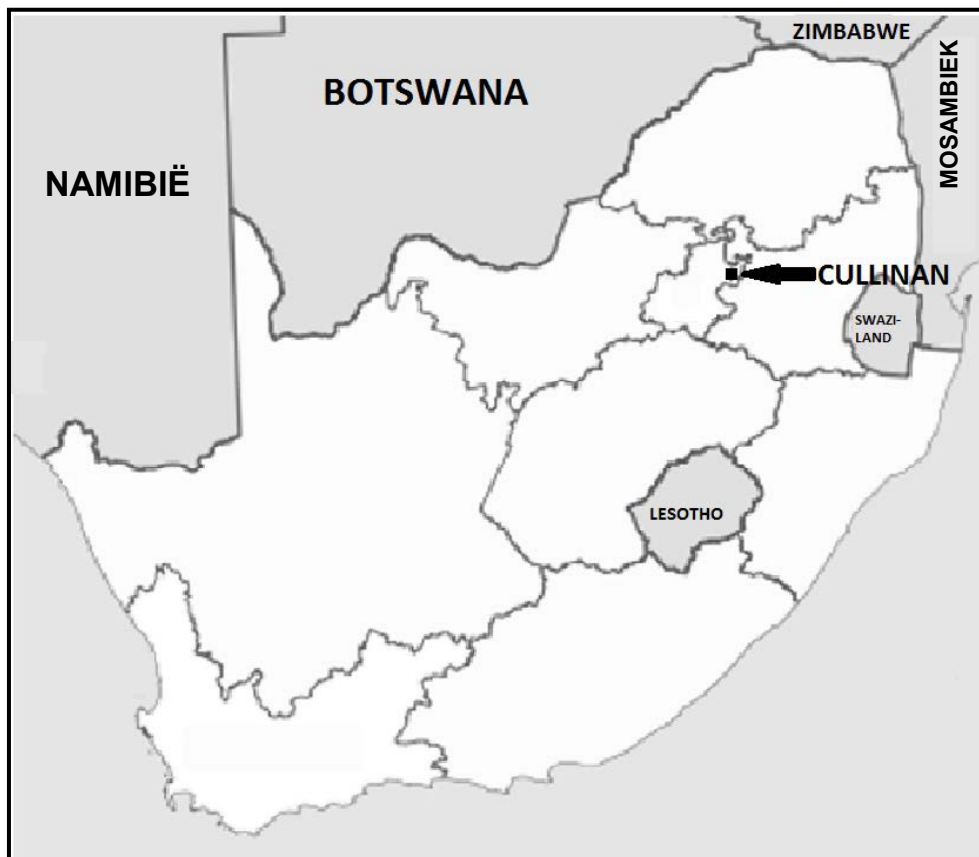 ZIMBABWE
BOTSWANA
MOSAMBIEK
NAMIBIË
CULLINAN
SWAZI-
LAND
LESOTHO